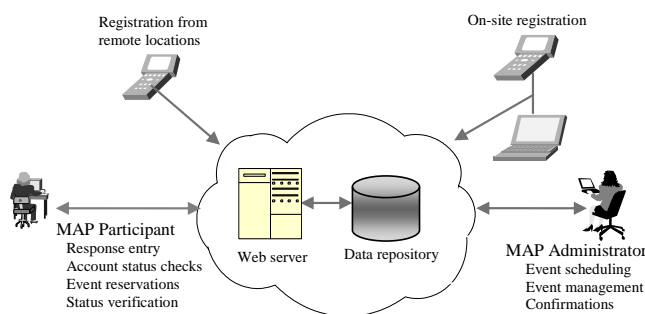 Registration from
remote locations
On-site registration
MAP Participant
Response entry
Account status checks
Event reservations
Status verification
Web server
Data repository
MAP Administrator
Event scheduling
Event management
Confirmations